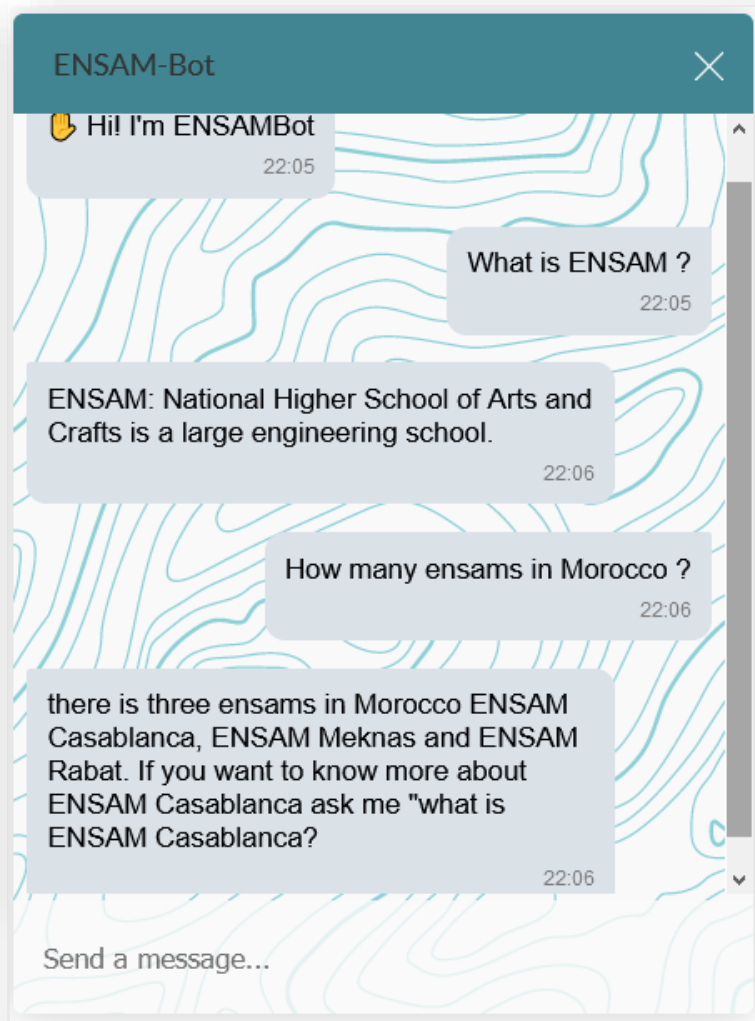 ENSAM-Bot
✋ Hi! I'm ENSAMBot
22:05
What is ENSAM ?
22:05
ENSAM: National Higher School of Arts and
Crafts is a large engineering school.
22:06
How many ensams in Morocco ?
22:06
there is three ensams in Morocco ENSAM
Casablanca, ENSAM Meknas and ENSAM
Rabat. If you want to know more about
ENSAM Casablanca ask me "what is
ENSAM Casablanca?
22:06
Send a message...